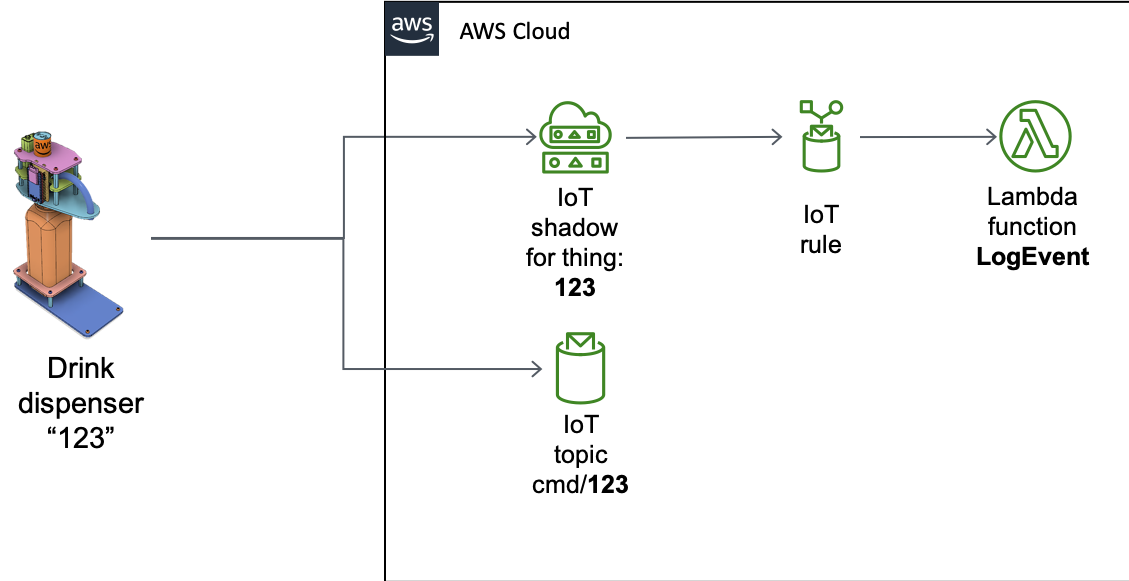 aws
AWS Cloud
aws
IoT
shadow
for thing:
123
IoT
rule
Lambda
function
LogEvent
Drink
dispenser
“123”
IoT
topic
cmd/123